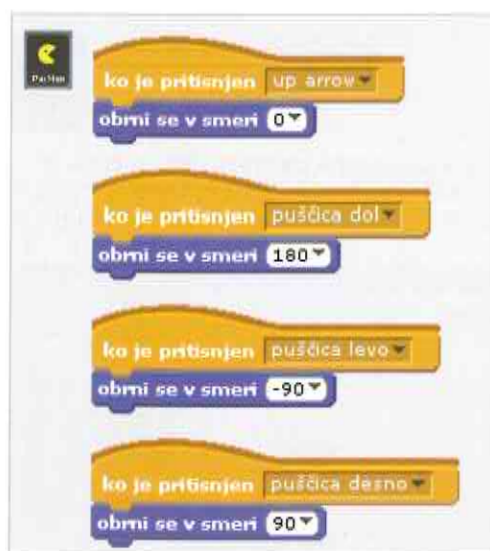 PacMan
ko je pritisnjen up arrow
obrni se v smeri 0
ko je pritisnjen puščica dol
obrni se v smeri 180
ko je pritisnjen puščica levo
obrni se v smeri -90
ko je pritisnjen puščica desno
obrni se v smeri 90